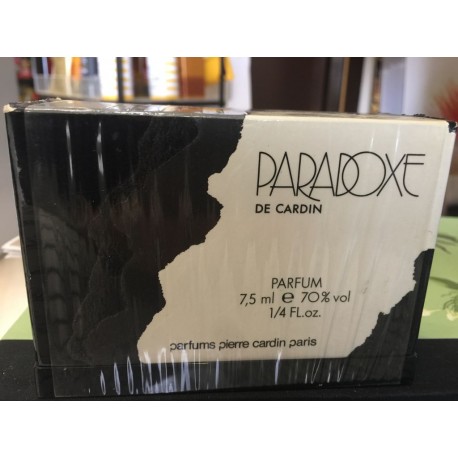 PARADOXE
DE CARDIN
PARFUM
7,5 ml e 70% vol
1/4 FL.oz.
parfums pierre cardin paris